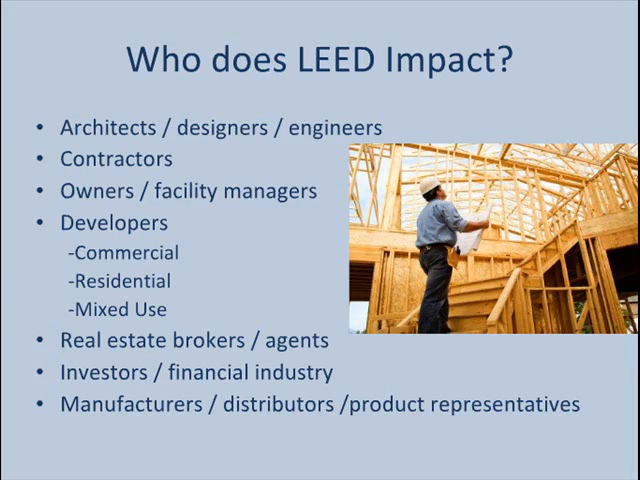 Who does LEED Impact?
• Architects / designers / engineers
• Contractors
• Owners / facility managers
• Developers
-Commercial
-Residential
-Mixed Use
• Real estate brokers / agents
• Investors / financial industry
• Manufacturers / distributors /product representatives